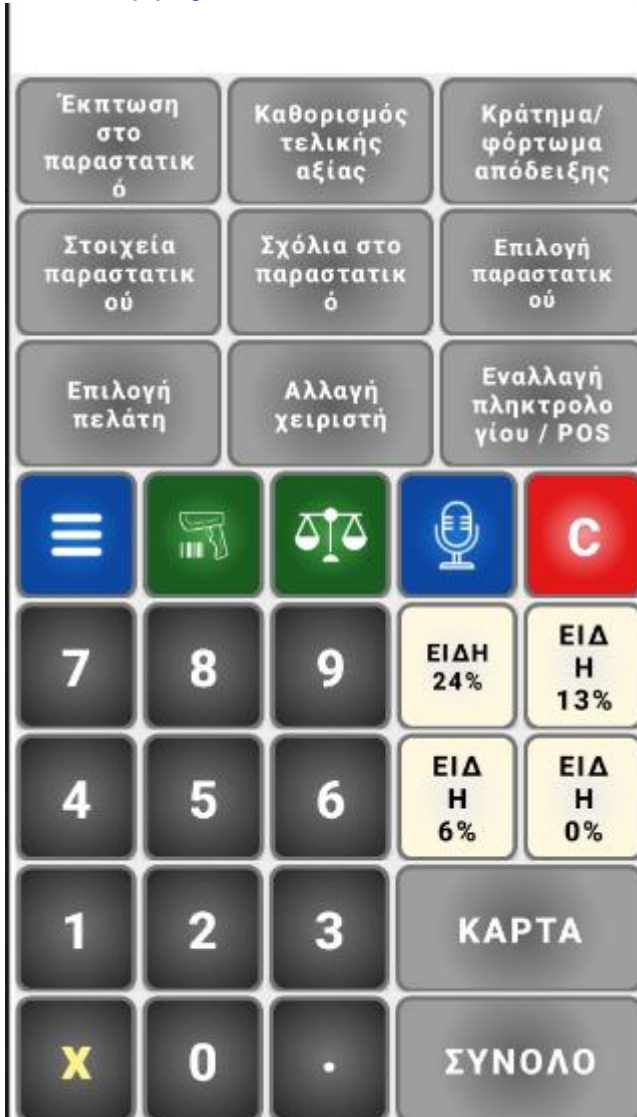 Έκπτωση
στο
παραστατικ
ό
Καθορισμός
τελικής
αξίας
Κράτημα/
φόρτωμα
απόδειξης
Στοιχεία
παραστατικ
ού
Σχόλια στο
παραστατικ
ό
Επιλογή
παραστατικ
ού
Επιλογή
πελάτη
Αλλαγή
χειριστή
Εναλλαγή
πληκτρολο
γίου / POS
C
7
8
9
ΕΙΔΗ
24%
ΕΙΔ
Η
13%
4
5
6
ΕΙΔ
Η
6%
ΕΙΔ
Η
0%
1
2
3
ΚΑΡΤΑ
X
0
.
ΣΥΝΟΛΟ